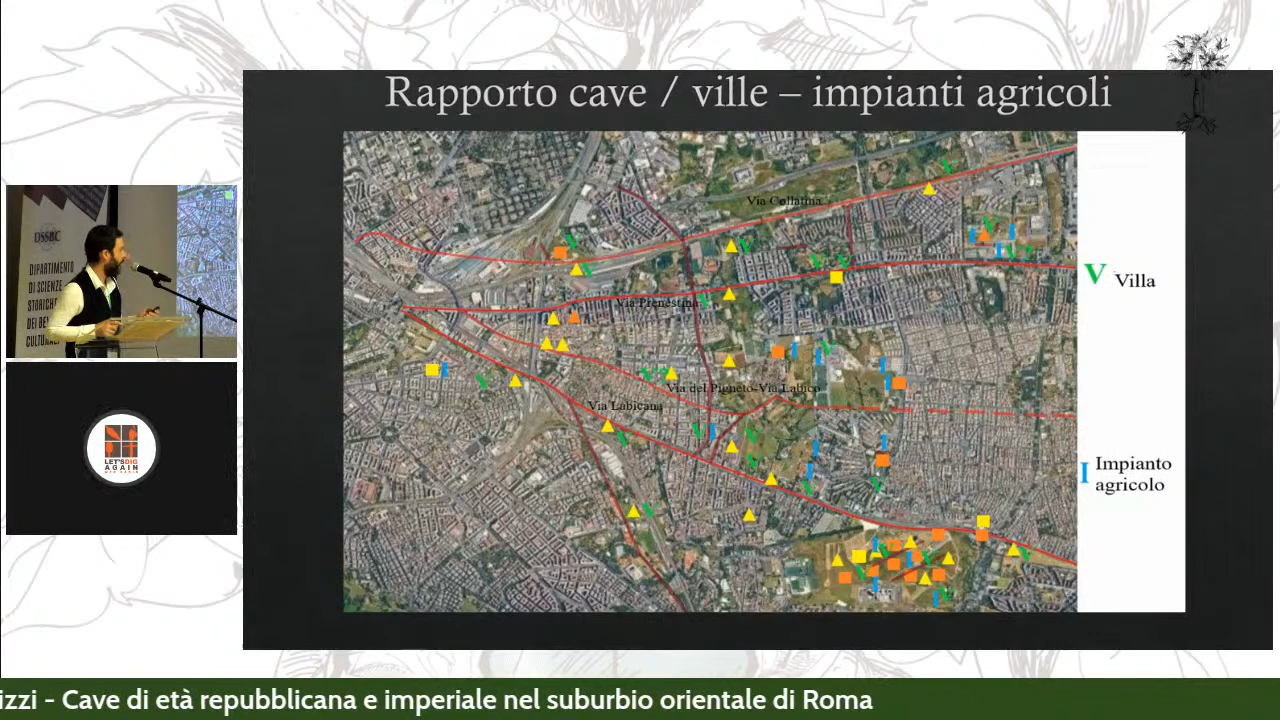 Rapporto cave / ville – impianti agricoli
Via Collatina
Via Prenestina
Via del Pigneto-Via Labico
Via Labicana
V Villa
I Impianto
agricolo
DIPARTIMENTO
DI SCIENZE
STORICHE
DEI BE
CULTURALI
LET'S DIG
AGAIN
izzi - Cave di età repubblicana e imperiale nel suburbio orientale di Roma